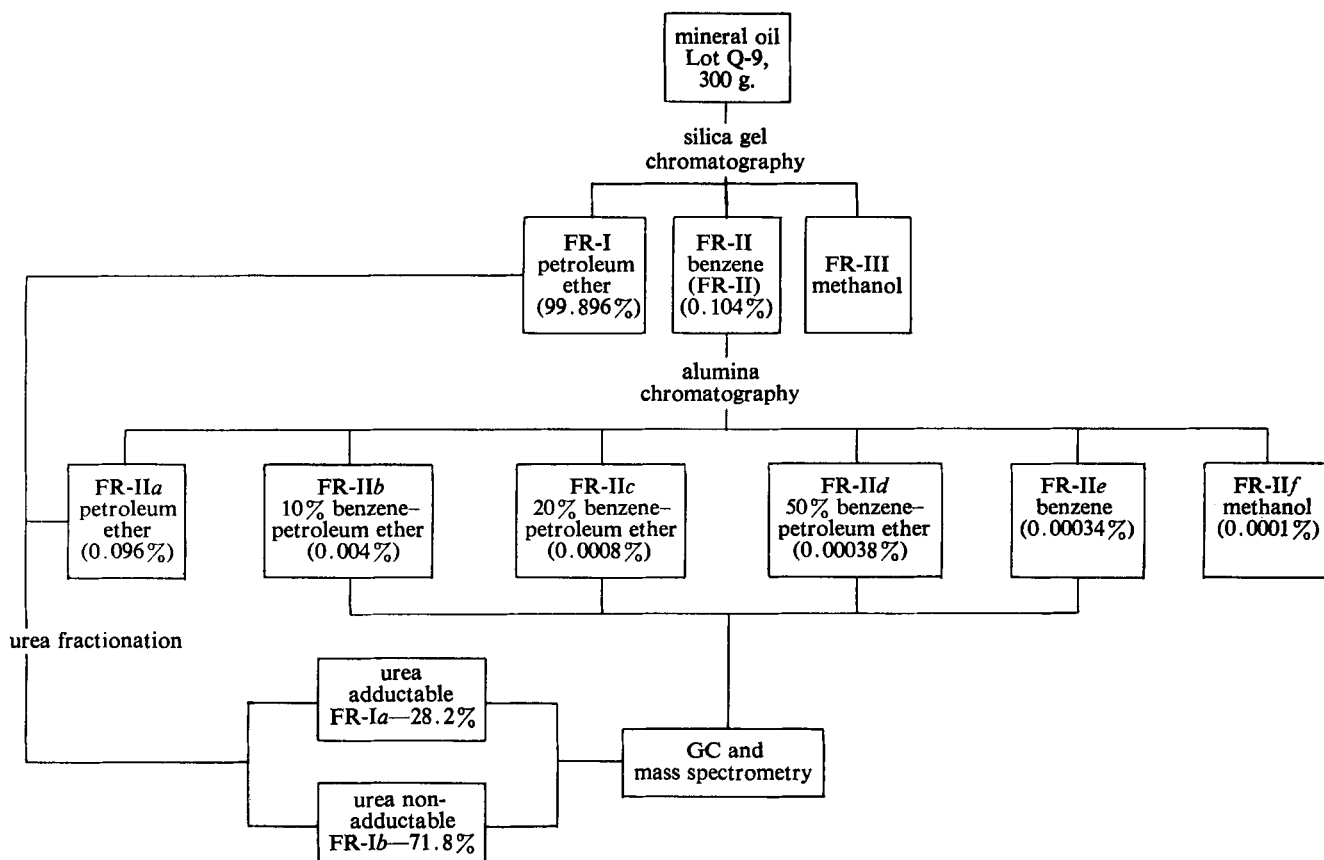 mineral oil
Lot Q-9,
300 g.
silica gel
chromatography
FR-I
petroleum
ether
(99.896%)
FR-II
benzene
(FR-II)
(0.104%)
FR-III
methanol
alumina
chromatography
FR-IIa
petroleum
ether
(0.096%)
FR-IIb
10% benzene–
petroleum ether
(0.004%)
FR-IIc
20% benzene–
petroleum ether
(0.0008%)
FR-IId
50% benzene–
petroleum ether
(0.00038%)
FR-IIe
benzene
(0.00034%)
FR-IIf
methanol
(0.0001%)
urea fractionation
urea
adductable
FR-Ia—28.2%
GC and
mass spectrometry
urea non-
adductable
FR-Ib—71.8%